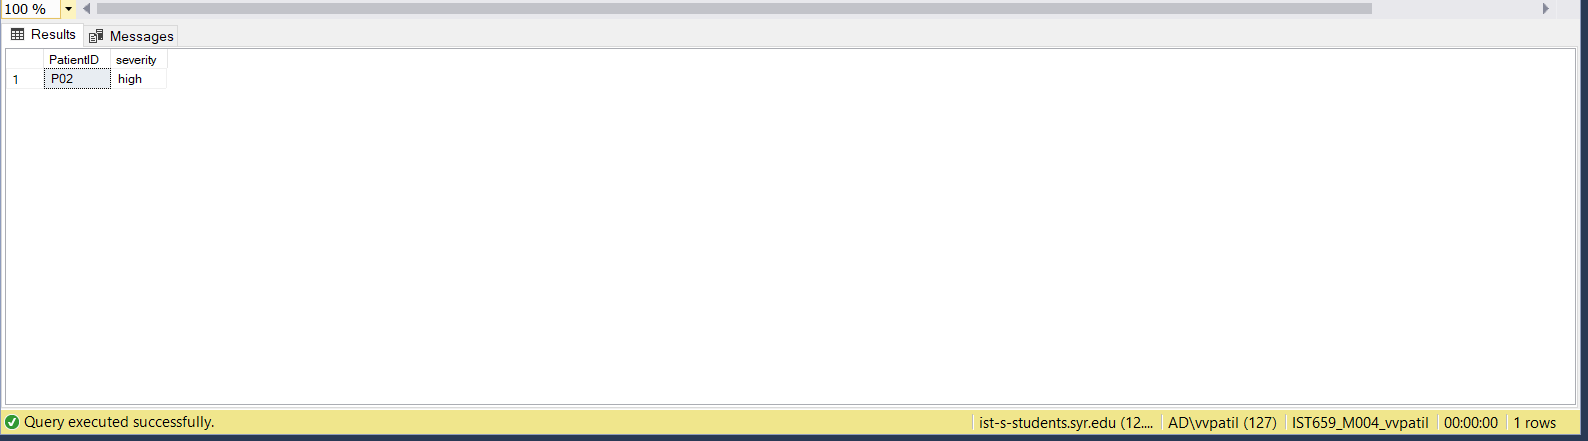 100 %
Results Messages
PatientID severity
1 P02 high
Query executed successfully. ist-s-students.syr.edu (12.... AD\vvpatil (127) IST659_M004_vvpatil 00:00:00 1 rows